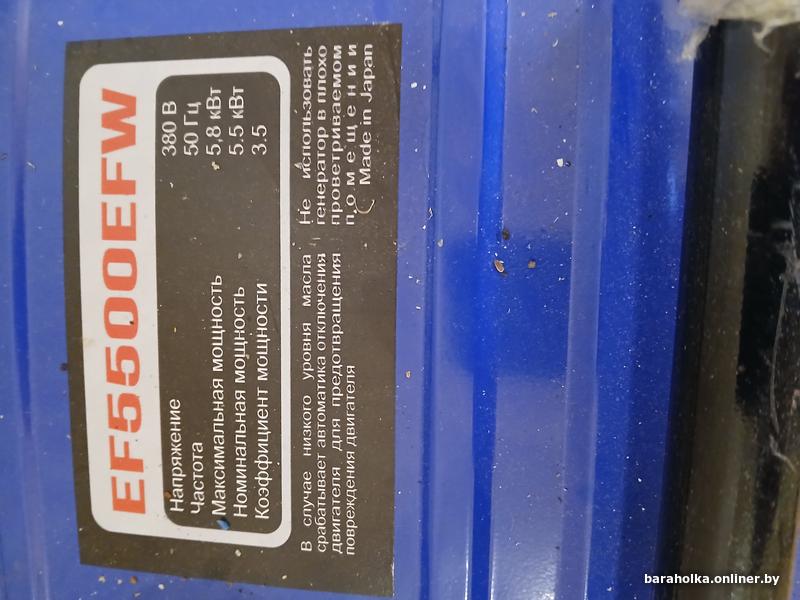 EF5500EFW
Напряжение 380 В
Частота 50 Гц
Максимальная мощность 5,8 кВт
Номинальная мощность 5.5 кВт
Коэффициент мощности 3.5
В случае низкого уровня масла
срабатывает автоматика отключения
двигателя для предотвращения
повреждения двигателя
Не использовать
генератор в плохо
проветриваемом
помещении
Made in Japan
baraholka.onliner.by